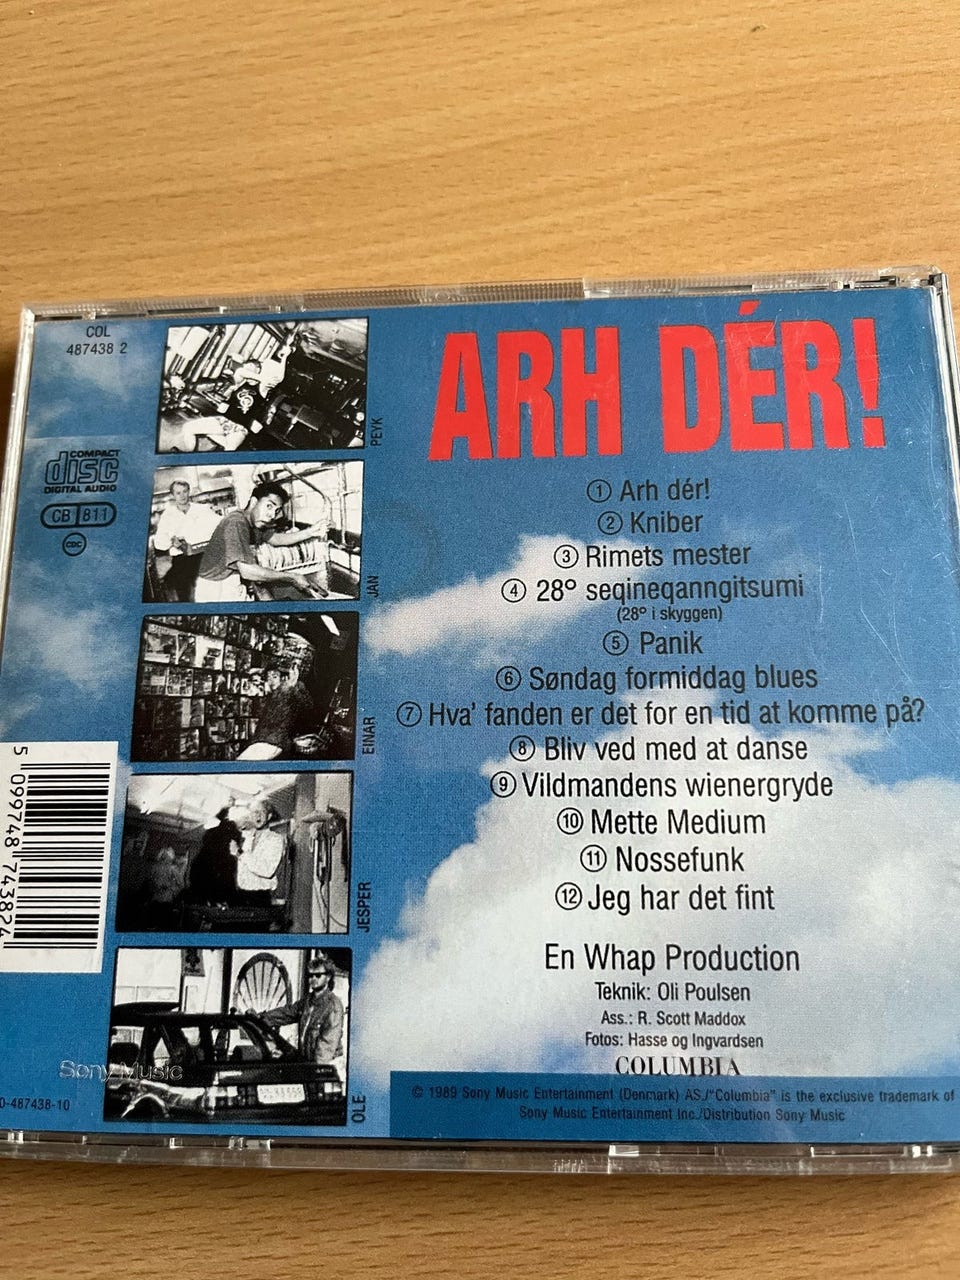 COL
487438 2
COMPACT
disc
DIGITAL AUDIO
CB 811
CDC
PEYK
JAN
EINAR
JESPER
OLE
5 099748 743824
Sony Music
0-487438-10
ARH DÉR!
1 Arh dér!
2 Kniber
3 Rimets mester
4 28° seqineqanngitsumi
(28° i skyggen)
5 Panik
6 Søndag formiddag blues
7 Hva' fanden er det for en tid at komme på?
8 Bliv ved med at danse
9 Vildmandens wienergryde
10 Mette Medium
11 Nossefunk
12 Jeg har det fint
En Whap Production
Teknik: Oli Poulsen
Ass.: R. Scott Maddox
Fotos: Hasse og Ingvardsen
COLUMBIA
© 1989 Sony Music Entertainment (Denmark) AS./"Columbia" is the exclusive trademark of
Sony Music Entertainment Inc./Distribution Sony Music